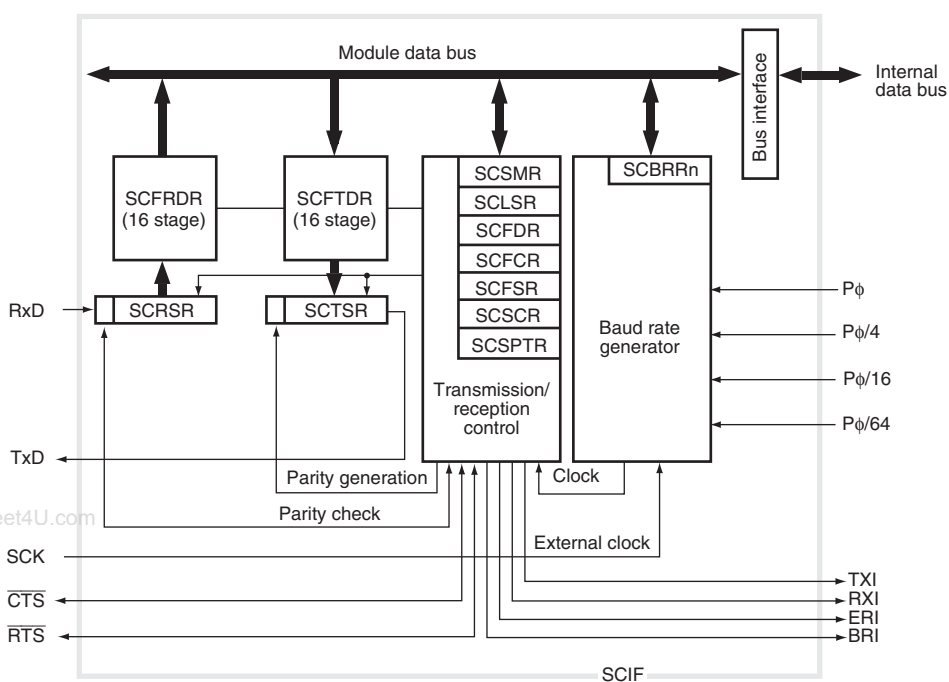 Module data bus
Bus interface
Internal
data bus
SCFRDR
(16 stage)
SCFTDR
(16 stage)
SCSMR
SCLSR
SCFDR
SCFCR
SCFSR
SCSCR
SCSPTR
Transmission/
reception
control
SCBRRn
Baud rate
generator
RxD
SCRSR
SCTSR
Pϕ
Pϕ/4
Pϕ/16
Pϕ/64
TxD
Parity generation
Clock
Parity check
eet4U.com
SCK
External clock
CTS
RTS
TXI
RXI
ERI
BRI
SCIF